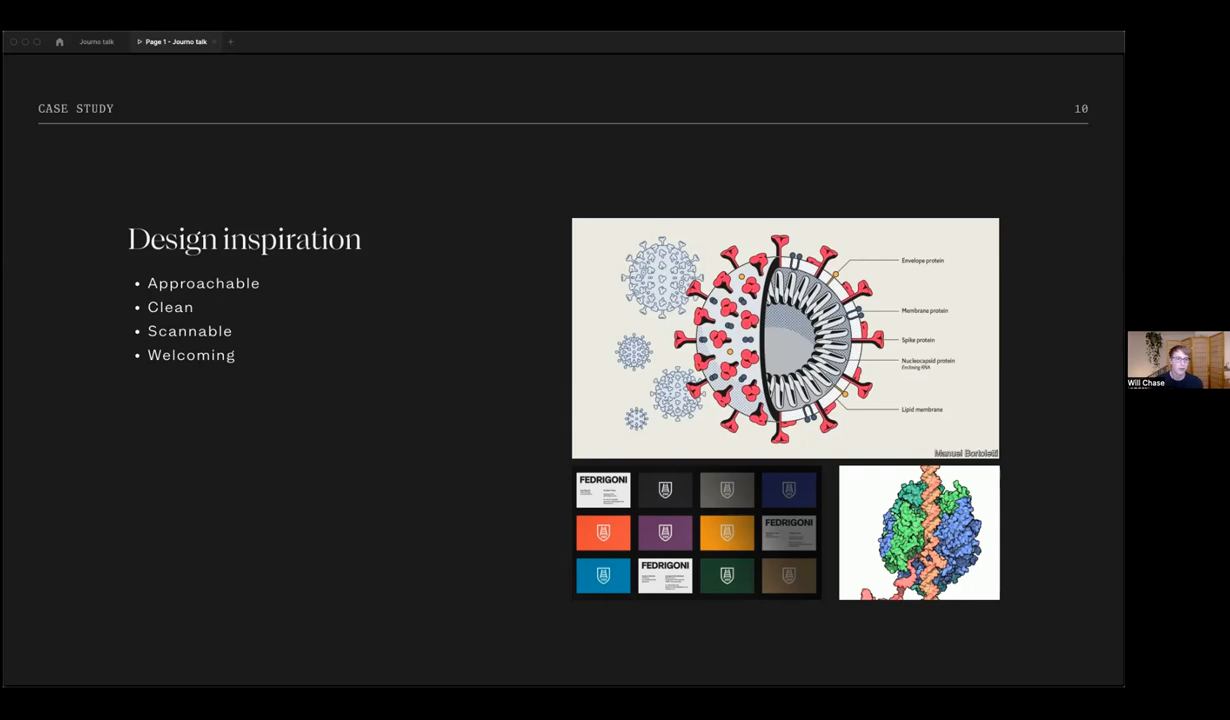 Journo talk
Page 1 - Journo talk
CASE STUDY
10
Design inspiration
• Approachable
• Clean
• Scannable
• Welcoming
Envelope protein
Membrane protein
Spike protein
Nucleocapsid protein
Enclosing RNA
Lipid membrane
Manuel Bortoletti
FEDRIGONI
FEDRIGONI
FEDRIGONI
Will Chase